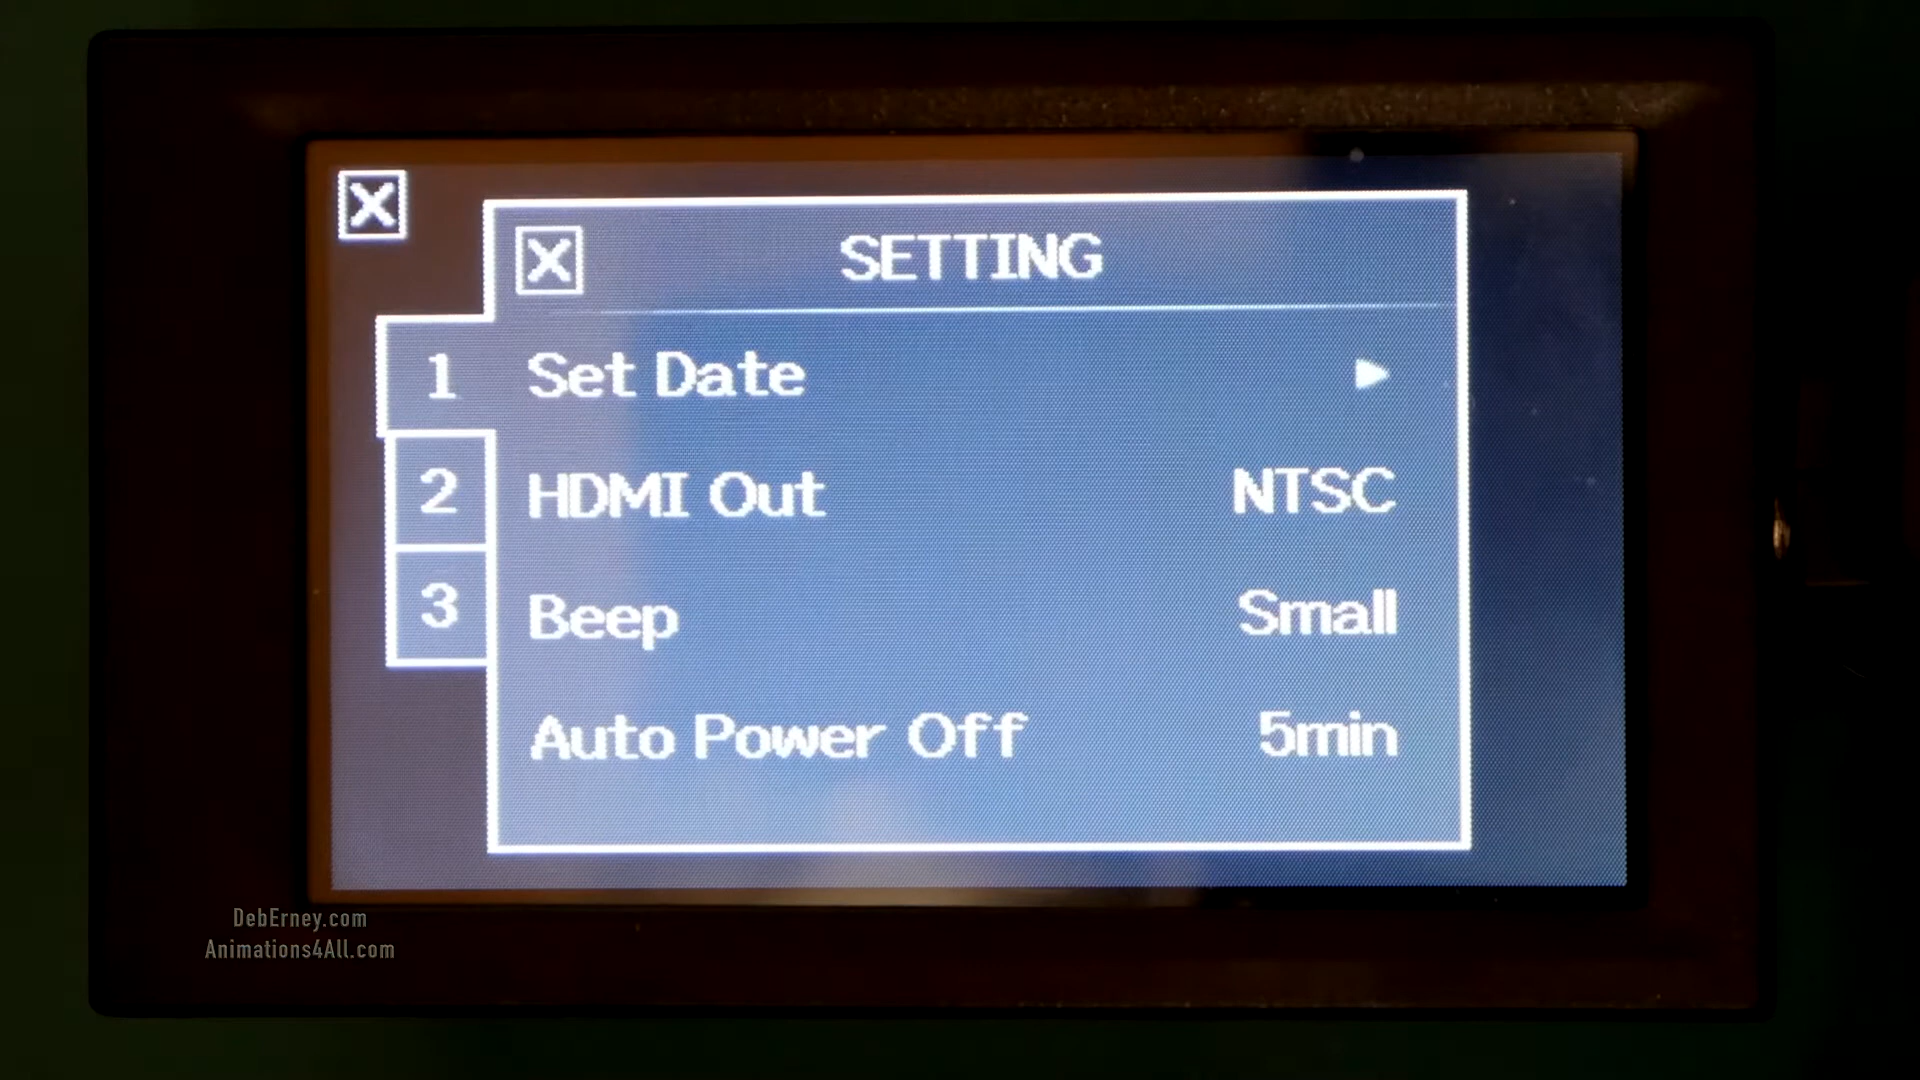 X
X SETTING
1 Set Date ▶
2 HDMI Out NTSC
3 Beep Small
Auto Power Off 5min
DebErney.com
Animations4All.com